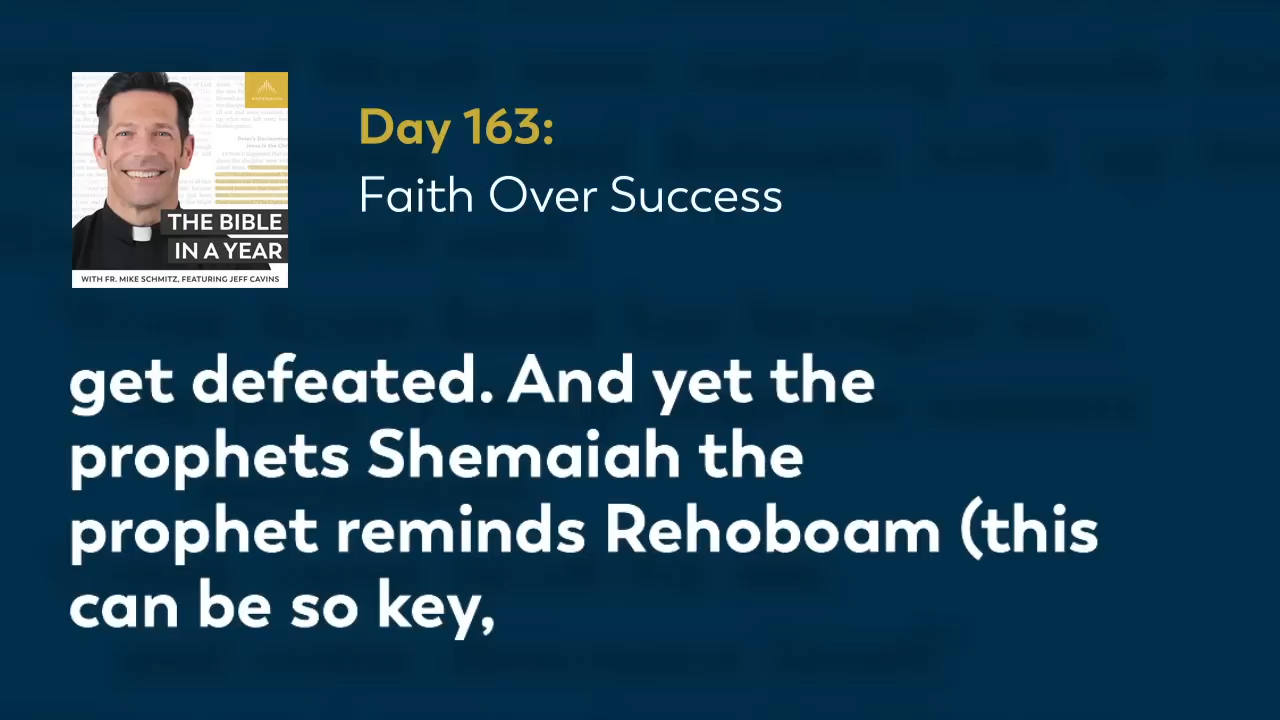 Day 163:
Faith Over Success
THE BIBLE
IN A YEAR
WITH FR. MIKE SCHMITZ, FEATURING JEFF CAVINS
get defeated. And yet the
prophets Shemaiah the
prophet reminds Rehoboam (this
can be so key,